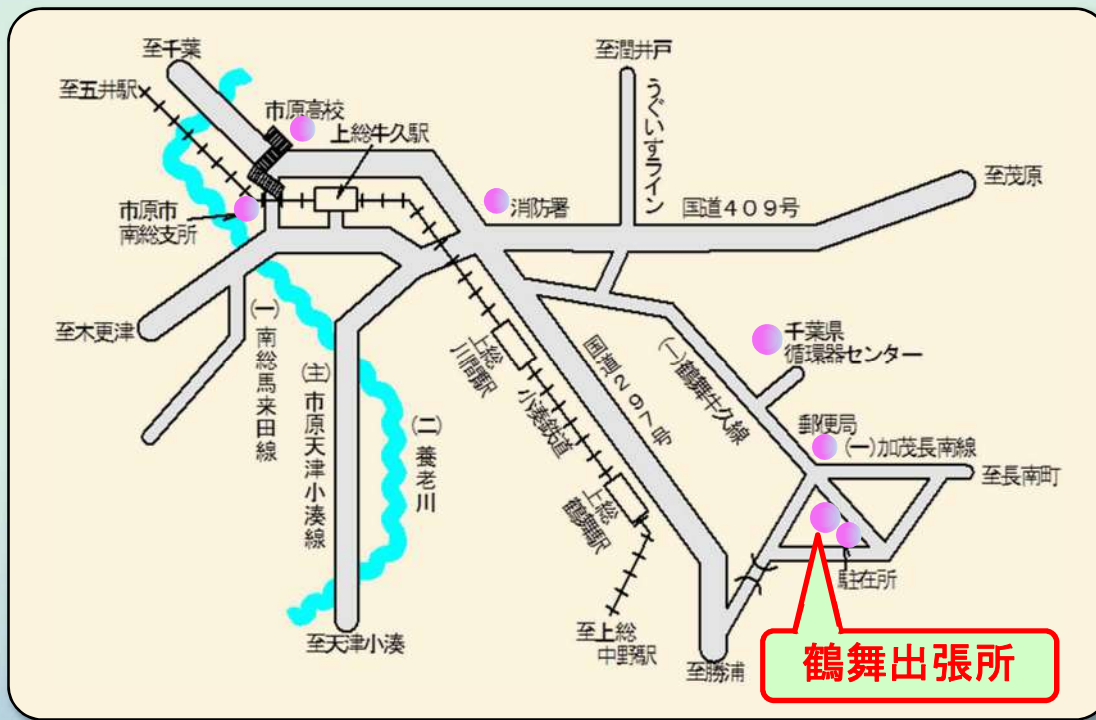 至千葉
至潤井戸
至五井駅
うぐいすライン
市原高校
上総牛久駅
至茂原
市原市
南総支所
消防署
国道409号
至木更津
(一)南総馬来田線
(主)市原天津小湊線
(二)養老川
上総
川間駅
小湊鉄道
国道297号
(一)鶴舞牛久線
千葉県
循環器センター
郵便局
(一)加茂長南線
至長南町
上総
鶴舞駅
駐在所
至天津小湊
至上総
中野駅
至勝浦
鶴舞出張所